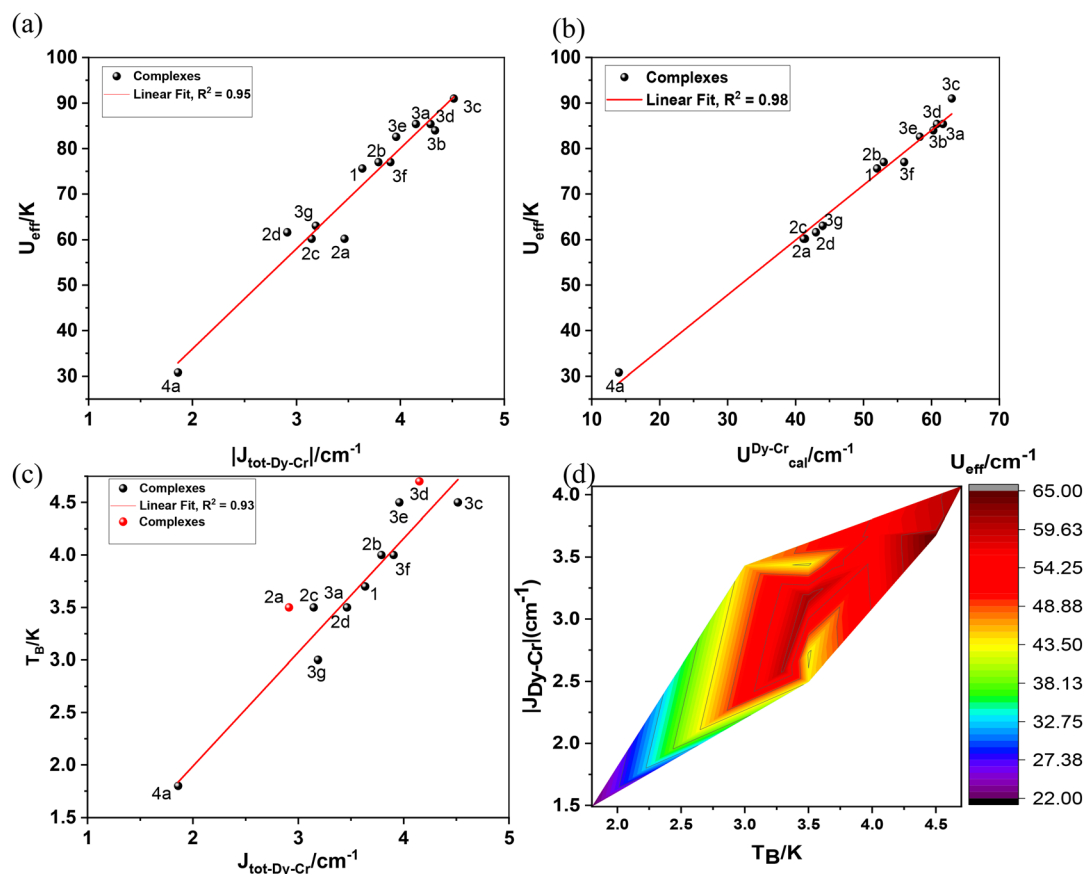 (a)
100
90
80
70
60
50
40
30
U_eff/K
Complexes
Linear Fit, R² = 0.95
3c
3a
3d
3e
3b
2b
1
3f
3g
2d
2c
2a
4a
1
2
3
4
5
|J_tot-Dy-Cr|/cm⁻¹
(b)
100
90
80
70
60
50
40
30
U_eff/K
Complexes
Linear Fit, R² = 0.98
3c
3d
3e
3a
3b
2b
1
3f
2c
3g
2a
2d
4a
10
20
30
40
50
60
70
U^Dy-Cr_cal/cm⁻¹
(c)
4.5
4.0
3.5
3.0
2.5
2.0
1.5
T_B/K
Complexes
Linear Fit, R² = 0.93
Complexes
3d
3c
3e
2b
3f
2a
2c
3a
1
2d
3g
4a
1
2
3
4
5
J_tot-Dy-Cr/cm⁻¹
(d)
4.0
3.5
3.0
2.5
2.0
1.5
|J_Dy-Cr|(cm⁻¹)
2.0
2.5
3.0
3.5
4.0
4.5
T_B/K
U_eff/cm⁻¹
65.00
59.63
54.25
48.88
43.50
38.13
32.75
27.38
22.00